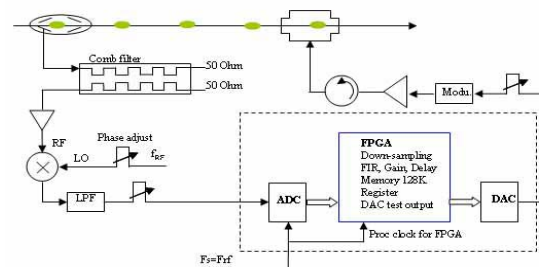 Comb filter
50 Ohm
50 Ohm
Modu.
RF
Phase adjust
LO
fRF
LPF
ADC
FPGA
Down-sampling
FIR, Gain, Delay
Memory 128K.
Register
DAC test output
DAC
Proc clock for FPGA
Fs=Frf